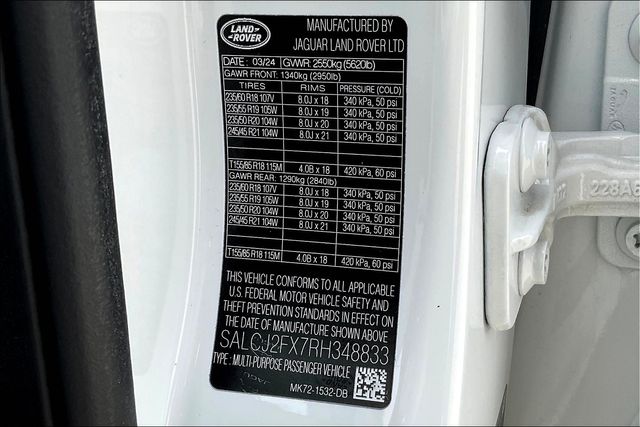 LAND
ROVER
MANUFACTURED BY
JAGUAR LAND ROVER LTD
DATE : 03/24 GVWR 2550kg (5620lb)
GAWR FRONT: 1340kg (2950lb)
TIRES RIMS PRESSURE (COLD)
235/60 R18 107V 8.0J x 18 340 kPa, 50 psi
235/55 R19 105W 8.0J x 19 340 kPa, 50 psi
235/50 R20 104W 8.0J x 20 340 kPa, 50 psi
245/45 R21 104W 8.0J x 21 340 kPa, 50 psi
T155/85 R18 115M 4.0B x 18 420 kPa, 60 psi
GAWR REAR: 1290kg (2840lb)
235/60 R18 107V 8.0J x 18 340 kPa, 50 psi
235/55 R19 105W 8.0J x 19 340 kPa, 50 psi
235/50 R20 104W 8.0J x 20 340 kPa, 50 psi
245/45 R21 104W 8.0J x 21 340 kPa, 50 psi
T155/85 R18 115M 4.0B x 18 420 kPa, 60 psi
THIS VEHICLE CONFORMS TO ALL APPLICABLE
U.S. FEDERAL MOTOR VEHICLE SAFETY AND
THEFT PREVENTION STANDARDS IN EFFECT ON
THE DATE OF MANUFACTURE SHOWN ABOVE
SALCJ2FX7RH348833
TYPE : MULTI-PURPOSE PASSENGER VEHICLE
MK72-1532-DB
228A6